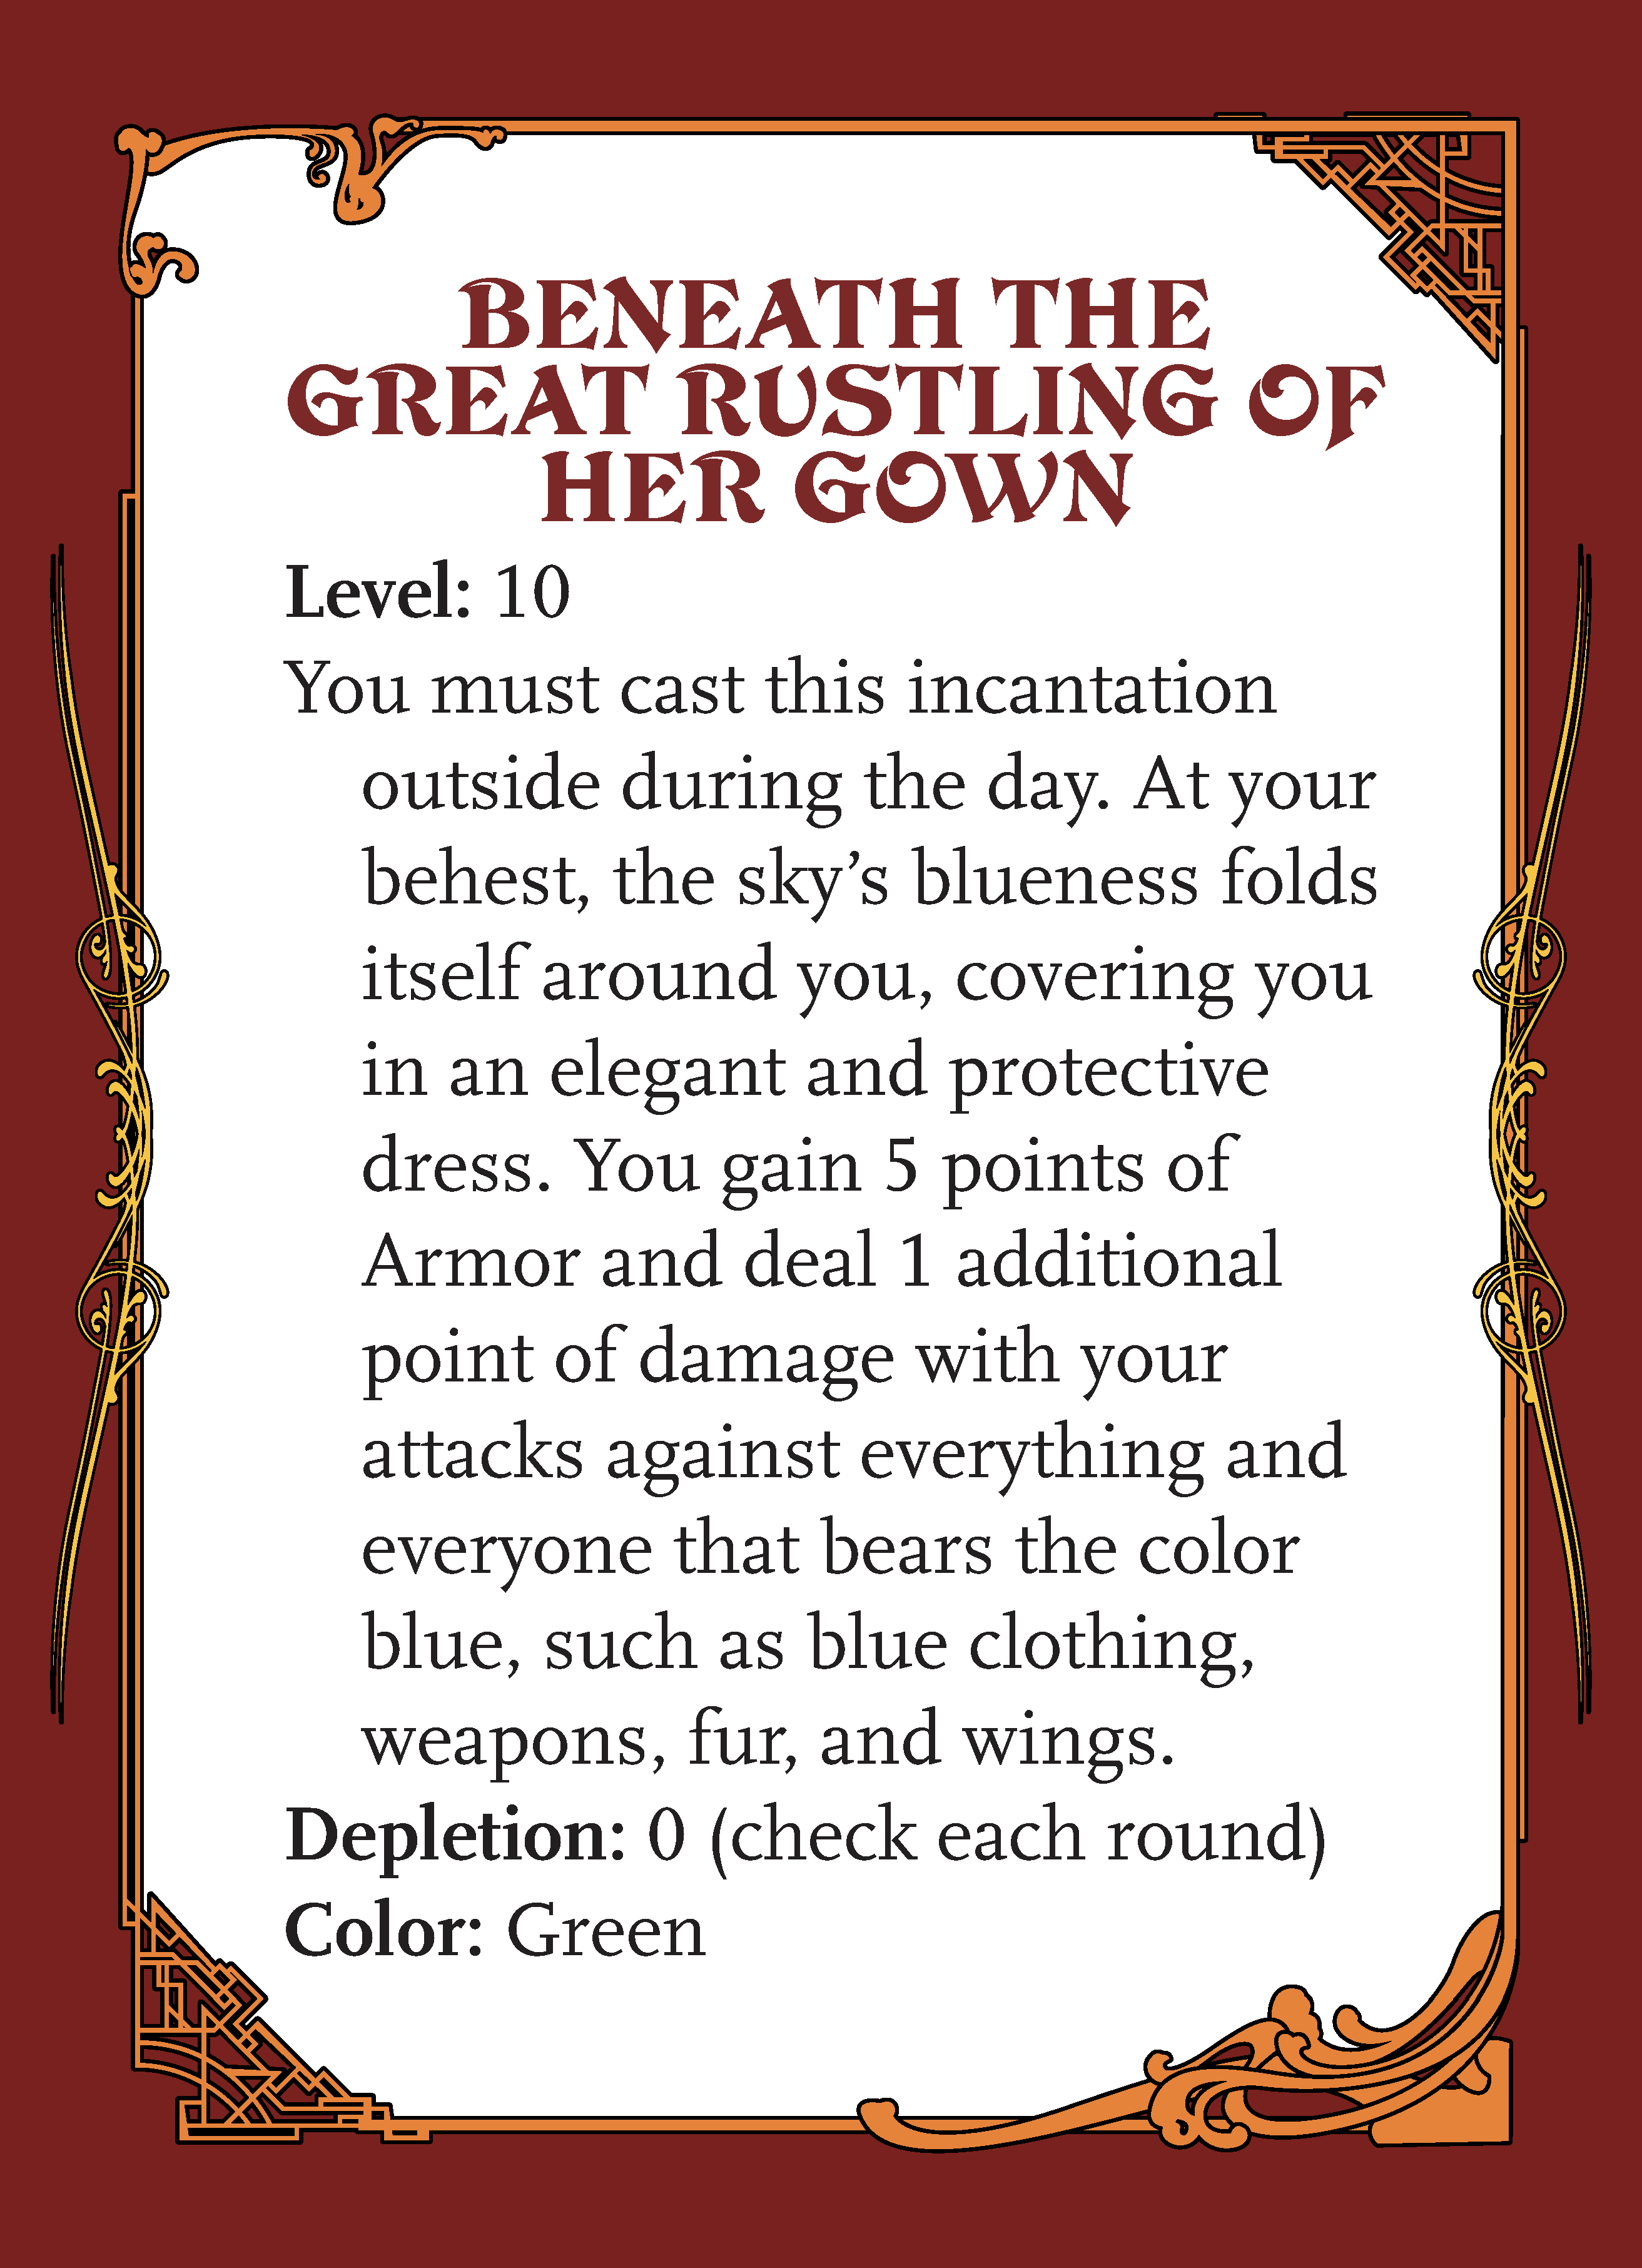 BENEATH THE
GREAT RUSTLING OF
HER GOWN
Level: 10
You must cast this incantation
outside during the day. At your
behest, the sky’s blueness folds
itself around you, covering you
in an elegant and protective
dress. You gain 5 points of
Armor and deal 1 additional
point of damage with your
attacks against everything and
everyone that bears the color
blue, such as blue clothing,
weapons, fur, and wings.
Depletion: 0 (check each round)
Color: Green